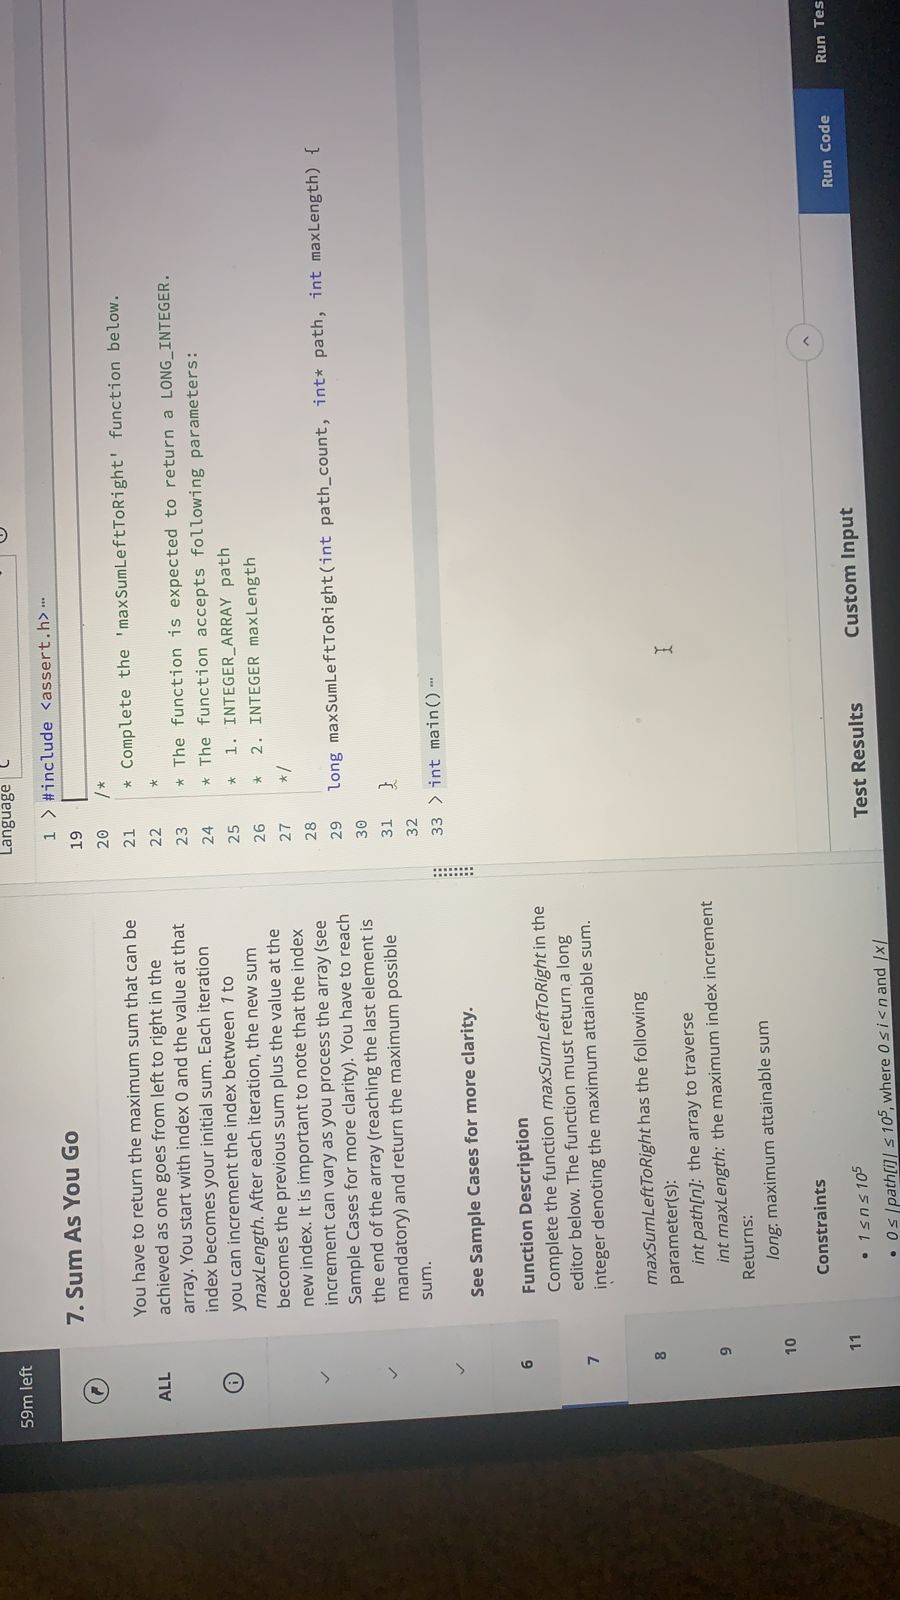 59m left
ALL
6
7
8
9
10
11
7. Sum As You Go
You have to return the maximum sum that can be
achieved as one goes from left to right in the
array. You start with index 0 and the value at that
index becomes your initial sum. Each iteration
you can increment the index between 1 to
maxLength. After each iteration, the new sum
becomes the previous sum plus the value at the
new index. It is important to note that the index
increment can vary as you process the array (see
Sample Cases for more clarity). You have to reach
the end of the array (reaching the last element is
mandatory) and return the maximum possible
sum.
See Sample Cases for more clarity.
Function Description
Complete the function maxSumLeftToRight in the
editor below. The function must return a long
integer denoting the maximum attainable sum.
maxSumLeftToRight has the following
parameter(s):
int path[n]: the array to traverse
int maxLength: the maximum index increment
Returns:
long: maximum attainable sum
Constraints
• 1 ≤ n ≤ 10⁵
• 0 ≤ |path[i]| ≤ 10⁵, where 0 ≤ i < n and |x|
Language C
1 > #include <assert.h>…
19
20 /*
21 * Complete the 'maxSumLeftToRight' function below.
22 *
23 * The function is expected to return a LONG_INTEGER.
24 * The function accepts following parameters:
25 * 1. INTEGER_ARRAY path
26 * 2. INTEGER maxLength
27 */
28
29 long maxSumLeftToRight(int path_count, int* path, int maxLength) {
30
31 }
32
33 > int main() …
Test Results Custom Input
Run Code Run Tes